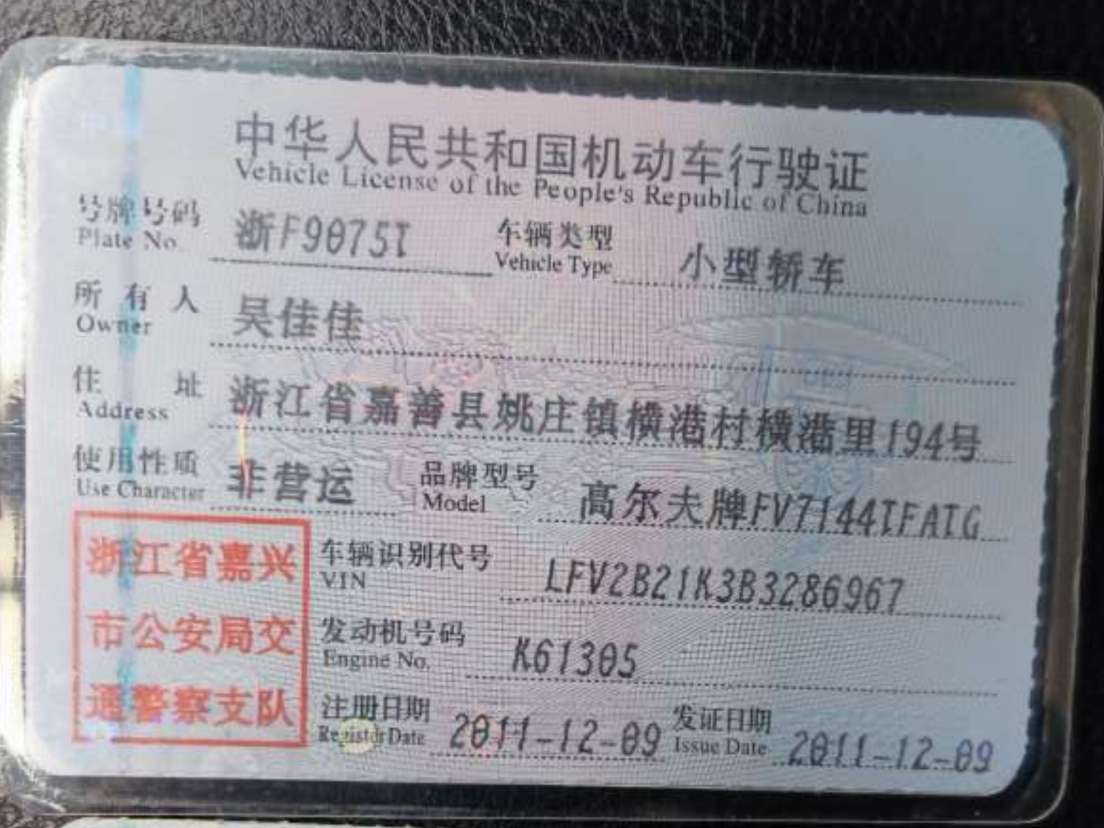 中华人民共和国机动车行驶证
Vehicle License of the People's Republic of China
号牌号码 浙F9075I 车辆类型 小型轿车
Plate No. Vehicle Type
所有人 吴佳佳
Owner
住址 浙江省嘉善县姚庄镇横港村横港里194号
Address
使用性质 非营运 品牌型号 高尔夫牌FV7144TFATG
Use Character Model
浙江省嘉兴 车辆识别代号 LFV2B21K3B3286967
VIN
市公安局交 发动机号码 K61305
Engine No.
通警察支队 注册日期 2011-12-09 发证日期 2011-12-09
Register Date Issue Date